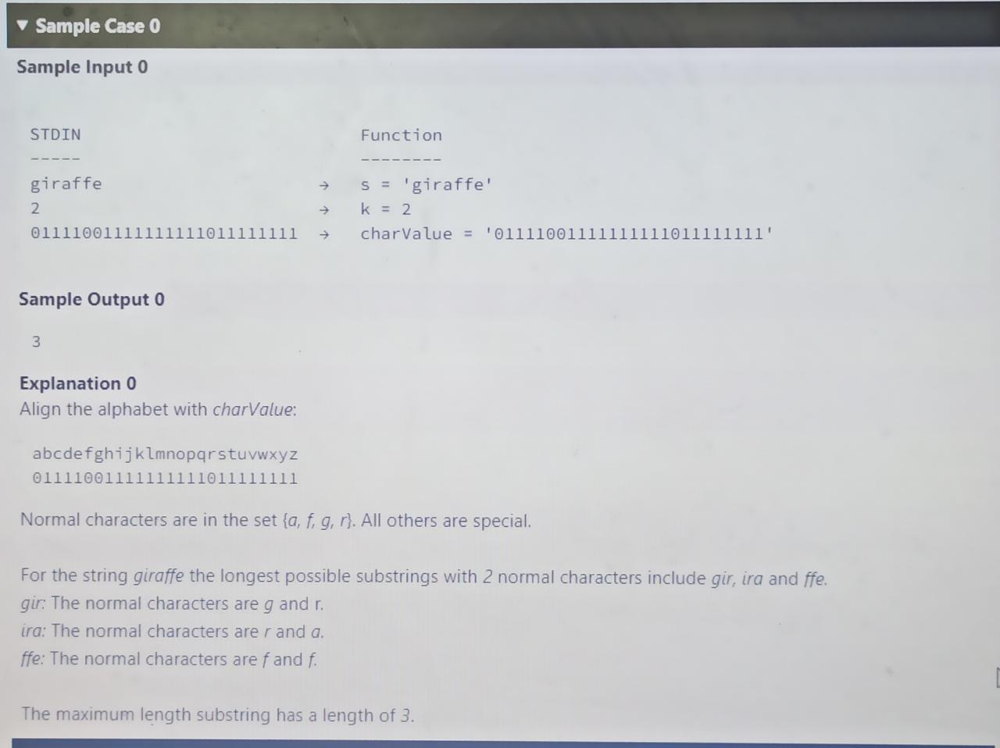 ▼ Sample Case 0
Sample Input 0
STDIN Function
----- --------
giraffe → s = 'giraffe'
2 → k = 2
01111001111111111011111111 → charValue = '01111001111111111011111111'
Sample Output 0
3
Explanation 0
Align the alphabet with charValue:
abcdefghijklmnopqrstuvwxyz
01111001111111111011111111
Normal characters are in the set {a, f, g, r}. All others are special.
For the string giraffe the longest possible substrings with 2 normal characters include gir, ira and ffe.
gir: The normal characters are g and r.
ira: The normal characters are r and a.
ffe: The normal characters are f and f.
The maximum length substring has a length of 3.